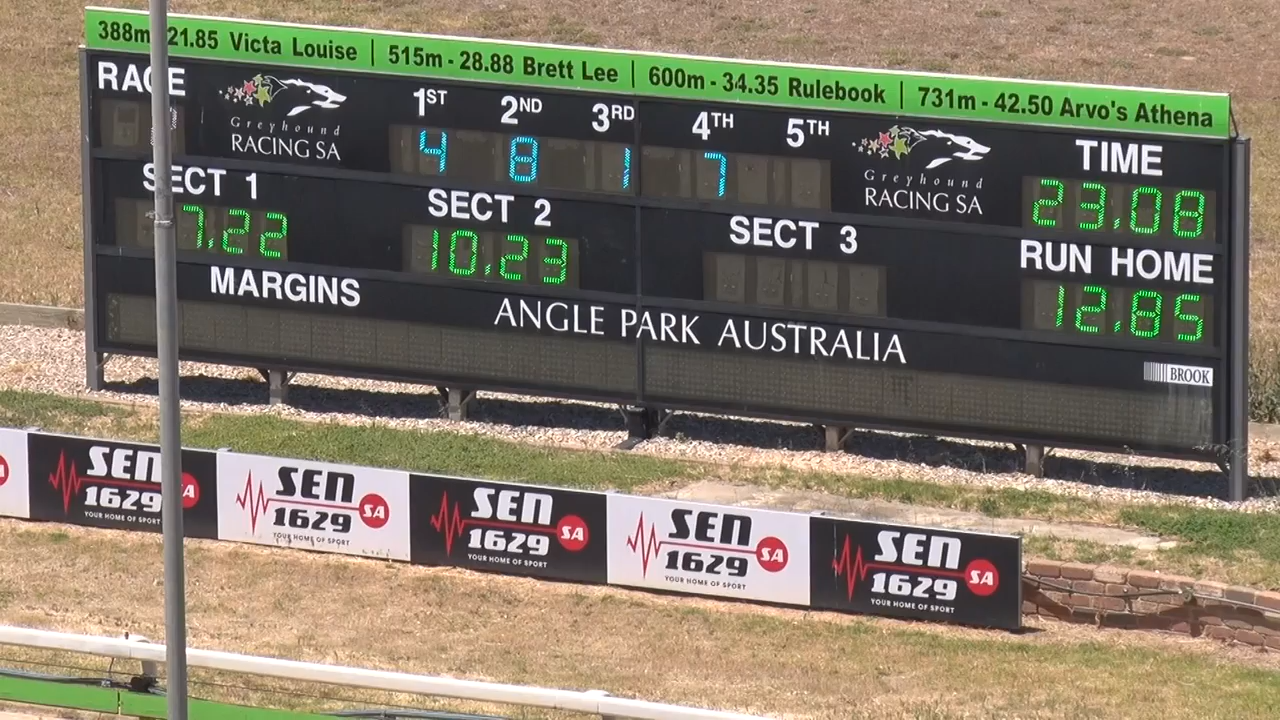 388m 21.85 Victa Louise | 515m - 28.88 Brett Lee | 600m - 34.35 Rulebook | 731m - 42.50 Arvo's Athena
RACE
Greyhound
RACING SA
1ST 2ND 3RD 4TH 5TH
4 8 1 7
Greyhound
RACING SA
TIME
23.08
SECT 1
7.22
SECT 2
10.23
SECT 3
RUN HOME
12.85
MARGINS
ANGLE PARK AUSTRALIA
BROOK
SEN
1629
SA
YOUR HOME OF SPORT
SEN
1629
SA
YOUR HOME OF SPORT
SEN
1629
SA
YOUR HOME OF SPORT
SEN
1629
SA
YOUR HOME OF SPORT
SEN
1629
SA
YOUR HOME OF SPORT